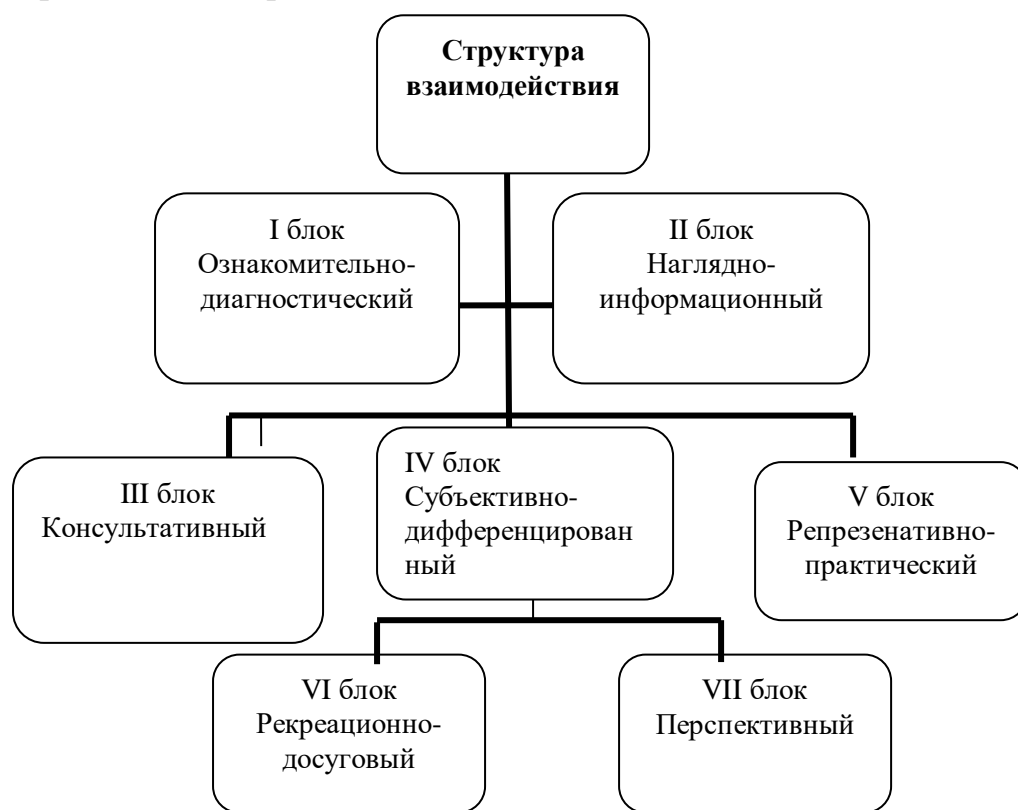 Структура
взаимодействия
I блок
Ознакомительно-
диагностический
II блок
Наглядно-
информационный
III блок
Консультативный
IV блок
Субъективно-
дифференцирован
ный
V блок
Репрезенативно-
практический
VI блок
Рекреационно-
досуговый
VII блок
Перспективный